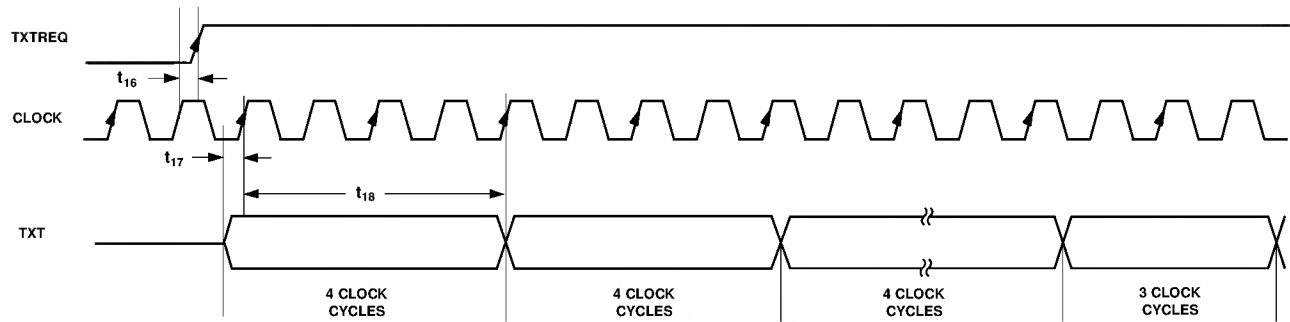 TXTREQ
t16
CLOCK
t17
t18
TXT
4 CLOCK
CYCLES
4 CLOCK
CYCLES
4 CLOCK
CYCLES
3 CLOCK
CYCLES